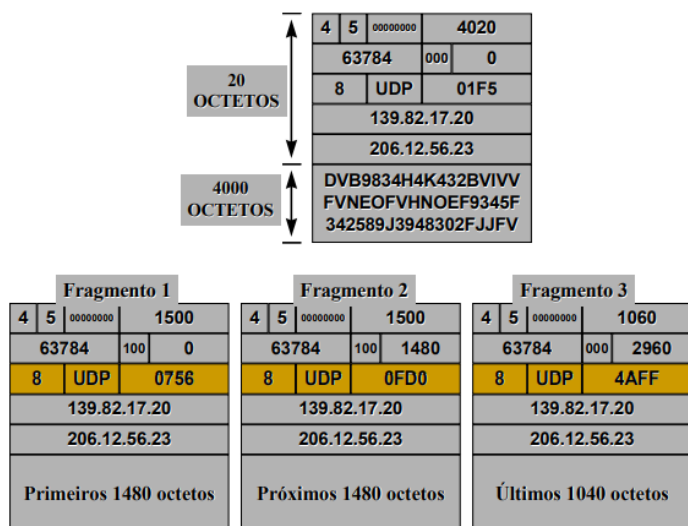 4 5 00000000 4020
63784 000 0
20
OCTETOS
8 UDP 01F5
139.82.17.20
206.12.56.23
4000
OCTETOS
DVB9834H4K432BVIVV
FVNEOFVHNOEF9345F
342589J3948302FJJFV
Fragmento 1
4 5 00000000 1500
63784 100 0
8 UDP 0756
139.82.17.20
206.12.56.23
Primeiros 1480 octetos
Fragmento 2
4 5 00000000 1500
63784 100 1480
8 UDP 0FD0
139.82.17.20
206.12.56.23
Próximos 1480 octetos
Fragmento 3
4 5 00000000 1060
63784 000 2960
8 UDP 4AFF
139.82.17.20
206.12.56.23
Últimos 1040 octetos